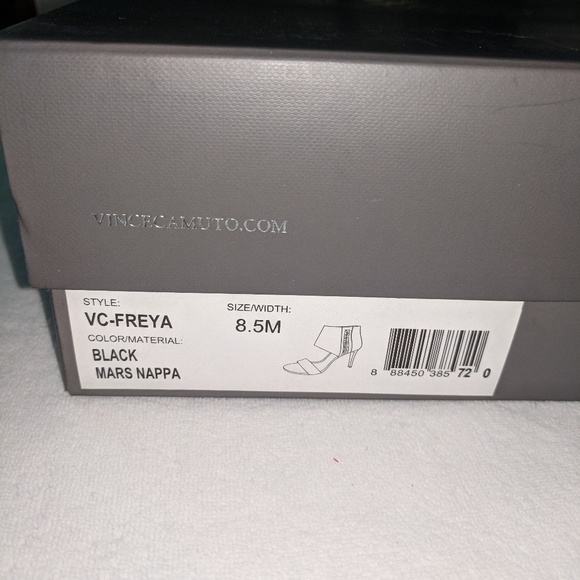 VINCECAMUTO.COM
STYLE: SIZE/WIDTH:
VC-FREYA 8.5M
COLOR/MATERIAL:
BLACK
MARS NAPPA
8 88450 385 72 0